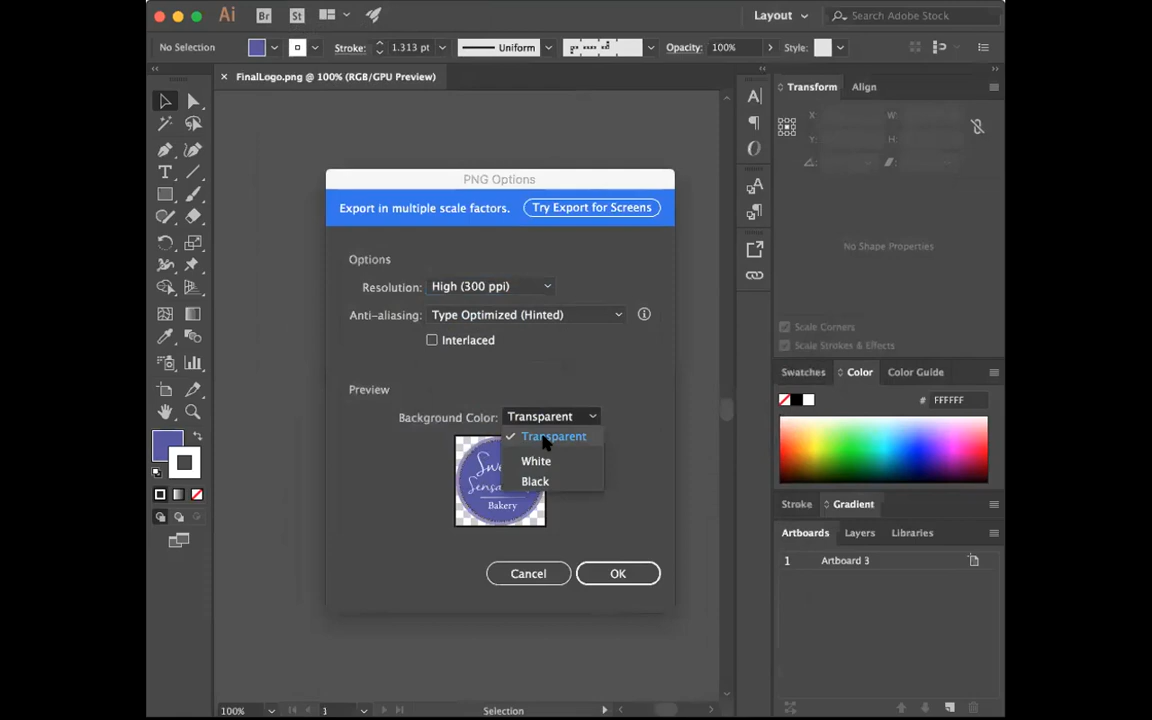 Ai
Br
St
Layout
Search Adobe Stock
No Selection
Stroke:
1.313 pt
Uniform
Opacity:
100%
Style:
FinalLogo.png @ 100% (RGB/GPU Preview)
Transform
Align
X:
W:
Y:
H:
No Shape Properties
Scale Corners
Scale Strokes & Effects
Swatches
Color
Color Guide
# FFFFFF
Stroke
Gradient
Artboards
Layers
Libraries
1
Artboard 3
PNG Options
Export in multiple scale factors.
Try Export for Screens
Options
Resolution:
High (300 ppi)
Anti-aliasing:
Type Optimized (Hinted)
Interlaced
Preview
Background Color:
Transparent
Transparent
White
Black
Bakery
Cancel
OK
100%
1
Selection